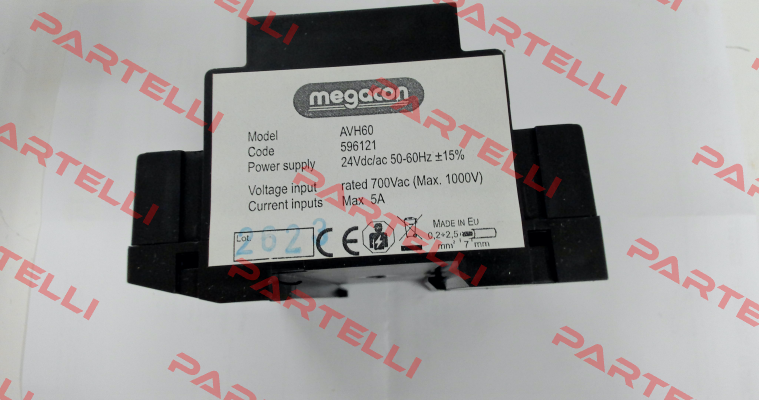 PARTELLI
PARTELLI
PARTELLI
megacon
Model AVH60
Code 596121
Power supply 24Vdc/ac 50-60Hz ±15%
Voltage input rated 700Vac (Max. 1000V)
Current inputs Max. 5A
MADE IN EU
Lot.
2623
CE
0,2÷2,5
mm² 7 mm
PARTELLI
PARTELLI
PARTELLI
PARTELLI
PARTELLI
PARTELLI
PARTELLI